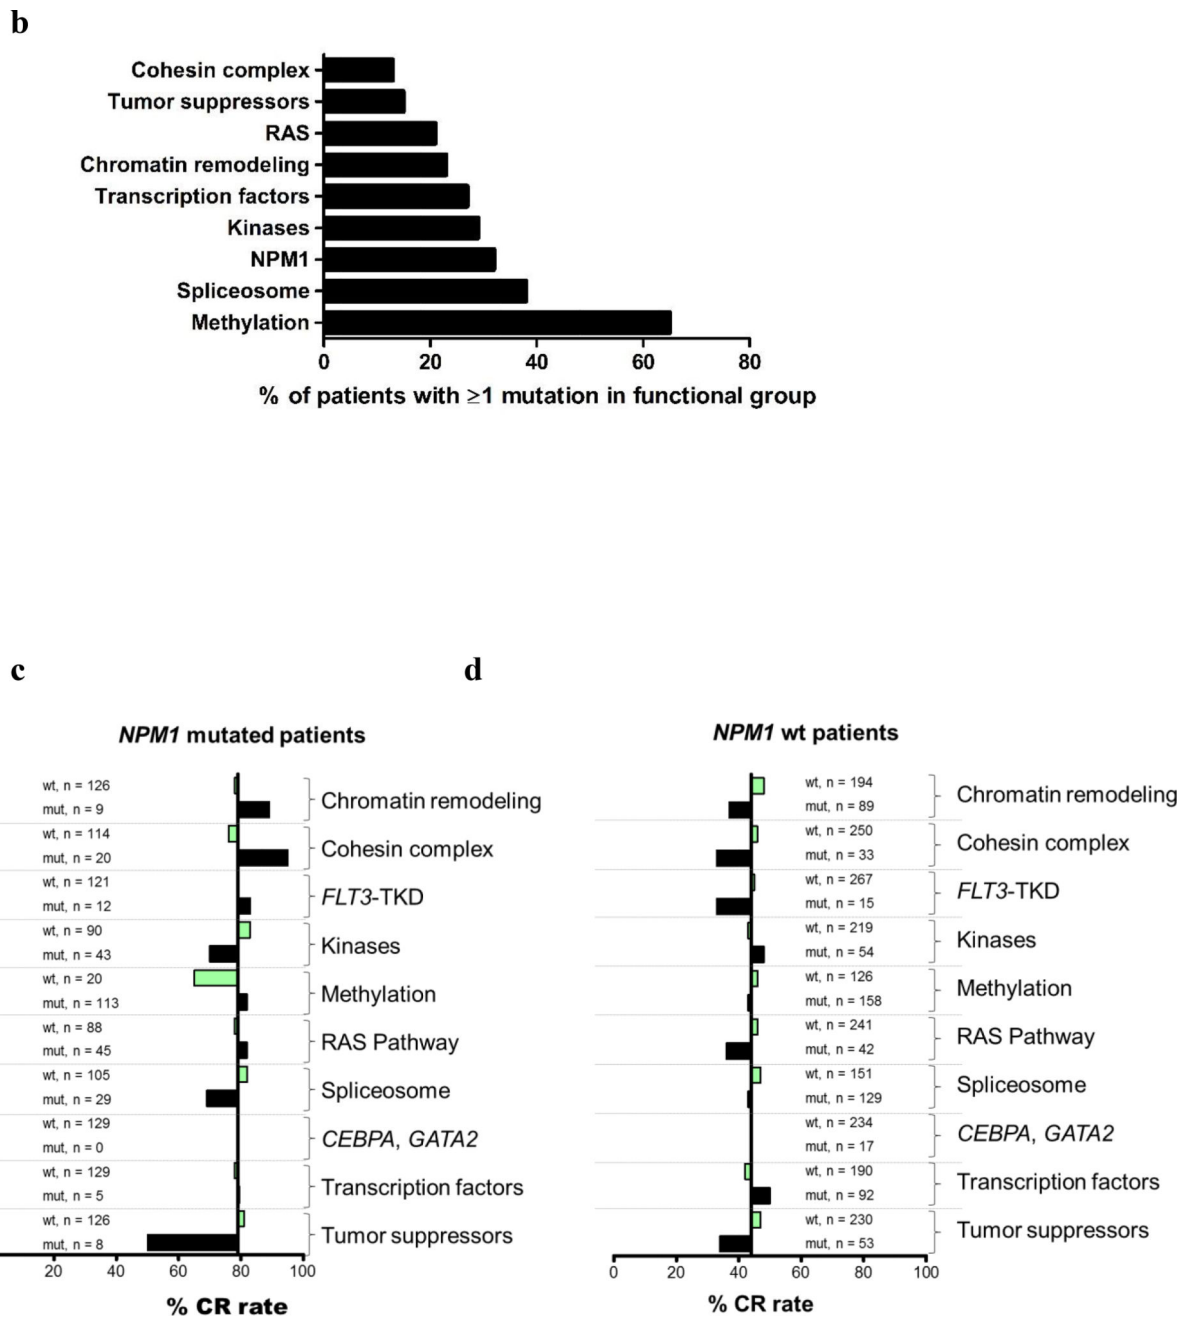 b
Cohesin complex
Tumor suppressors
RAS
Chromatin remodeling
Transcription factors
Kinases
NPM1
Spliceosome
Methylation
0 20 40 60 80
% of patients with ≥1 mutation in functional group
c
NPM1 mutated patients
wt, n = 126
mut, n = 9
Chromatin remodeling
wt, n = 114
mut, n = 20
Cohesin complex
wt, n = 121
mut, n = 12
FLT3-TKD
wt, n = 90
mut, n = 43
Kinases
wt, n = 20
mut, n = 113
Methylation
wt, n = 88
mut, n = 45
RAS Pathway
wt, n = 105
mut, n = 29
Spliceosome
wt, n = 129
mut, n = 0
CEBPA, GATA2
wt, n = 129
mut, n = 5
Transcription factors
wt, n = 126
mut, n = 8
Tumor suppressors
20 40 60 80 100
% CR rate
d
NPM1 wt patients
wt, n = 194
mut, n = 89
Chromatin remodeling
wt, n = 250
mut, n = 33
Cohesin complex
wt, n = 267
mut, n = 15
FLT3-TKD
wt, n = 219
mut, n = 54
Kinases
wt, n = 126
mut, n = 158
Methylation
wt, n = 241
mut, n = 42
RAS Pathway
wt, n = 151
mut, n = 129
Spliceosome
wt, n = 234
mut, n = 17
CEBPA, GATA2
wt, n = 190
mut, n = 92
Transcription factors
wt, n = 230
mut, n = 53
Tumor suppressors
0 20 40 60 80 100
% CR rate